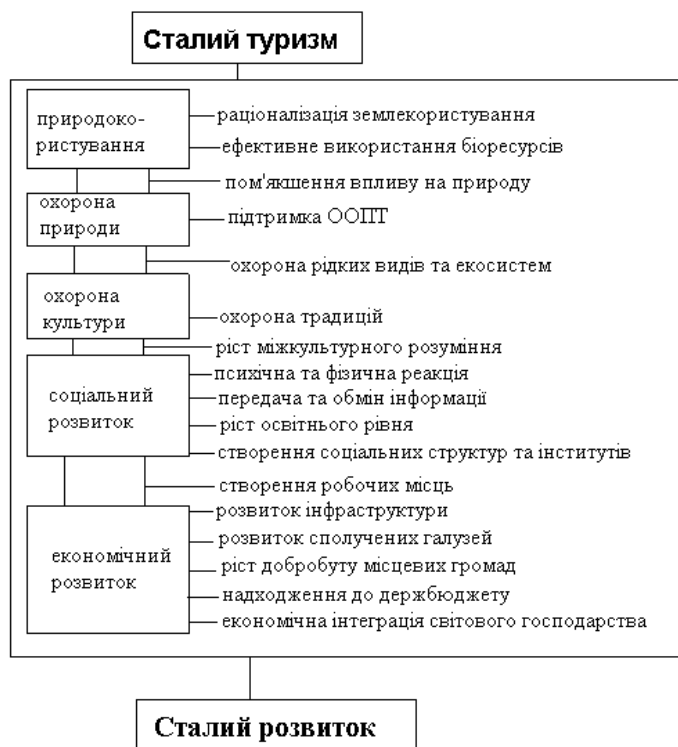 Сталий туризм
природоко-
ристування
раціоналізація землекористування
ефективне використання біоресурсів
пом'якшення впливу на природу
охорона
природи
підтримка ООПТ
охорона рідких видів та екосистем
охорона
культури
охорона традицій
ріст міжкультурного розуміння
соціальний
розвиток
психічна та фізична реакція
передача та обмін інформації
ріст освітнього рівня
створення соціальних структур та інститутів
створення робочих місць
економічний
розвиток
розвиток інфраструктури
розвиток сполучених галузей
ріст добробуту місцевих громад
надходження до держбюджету
економічна інтеграція світового господарства
Сталий розвиток